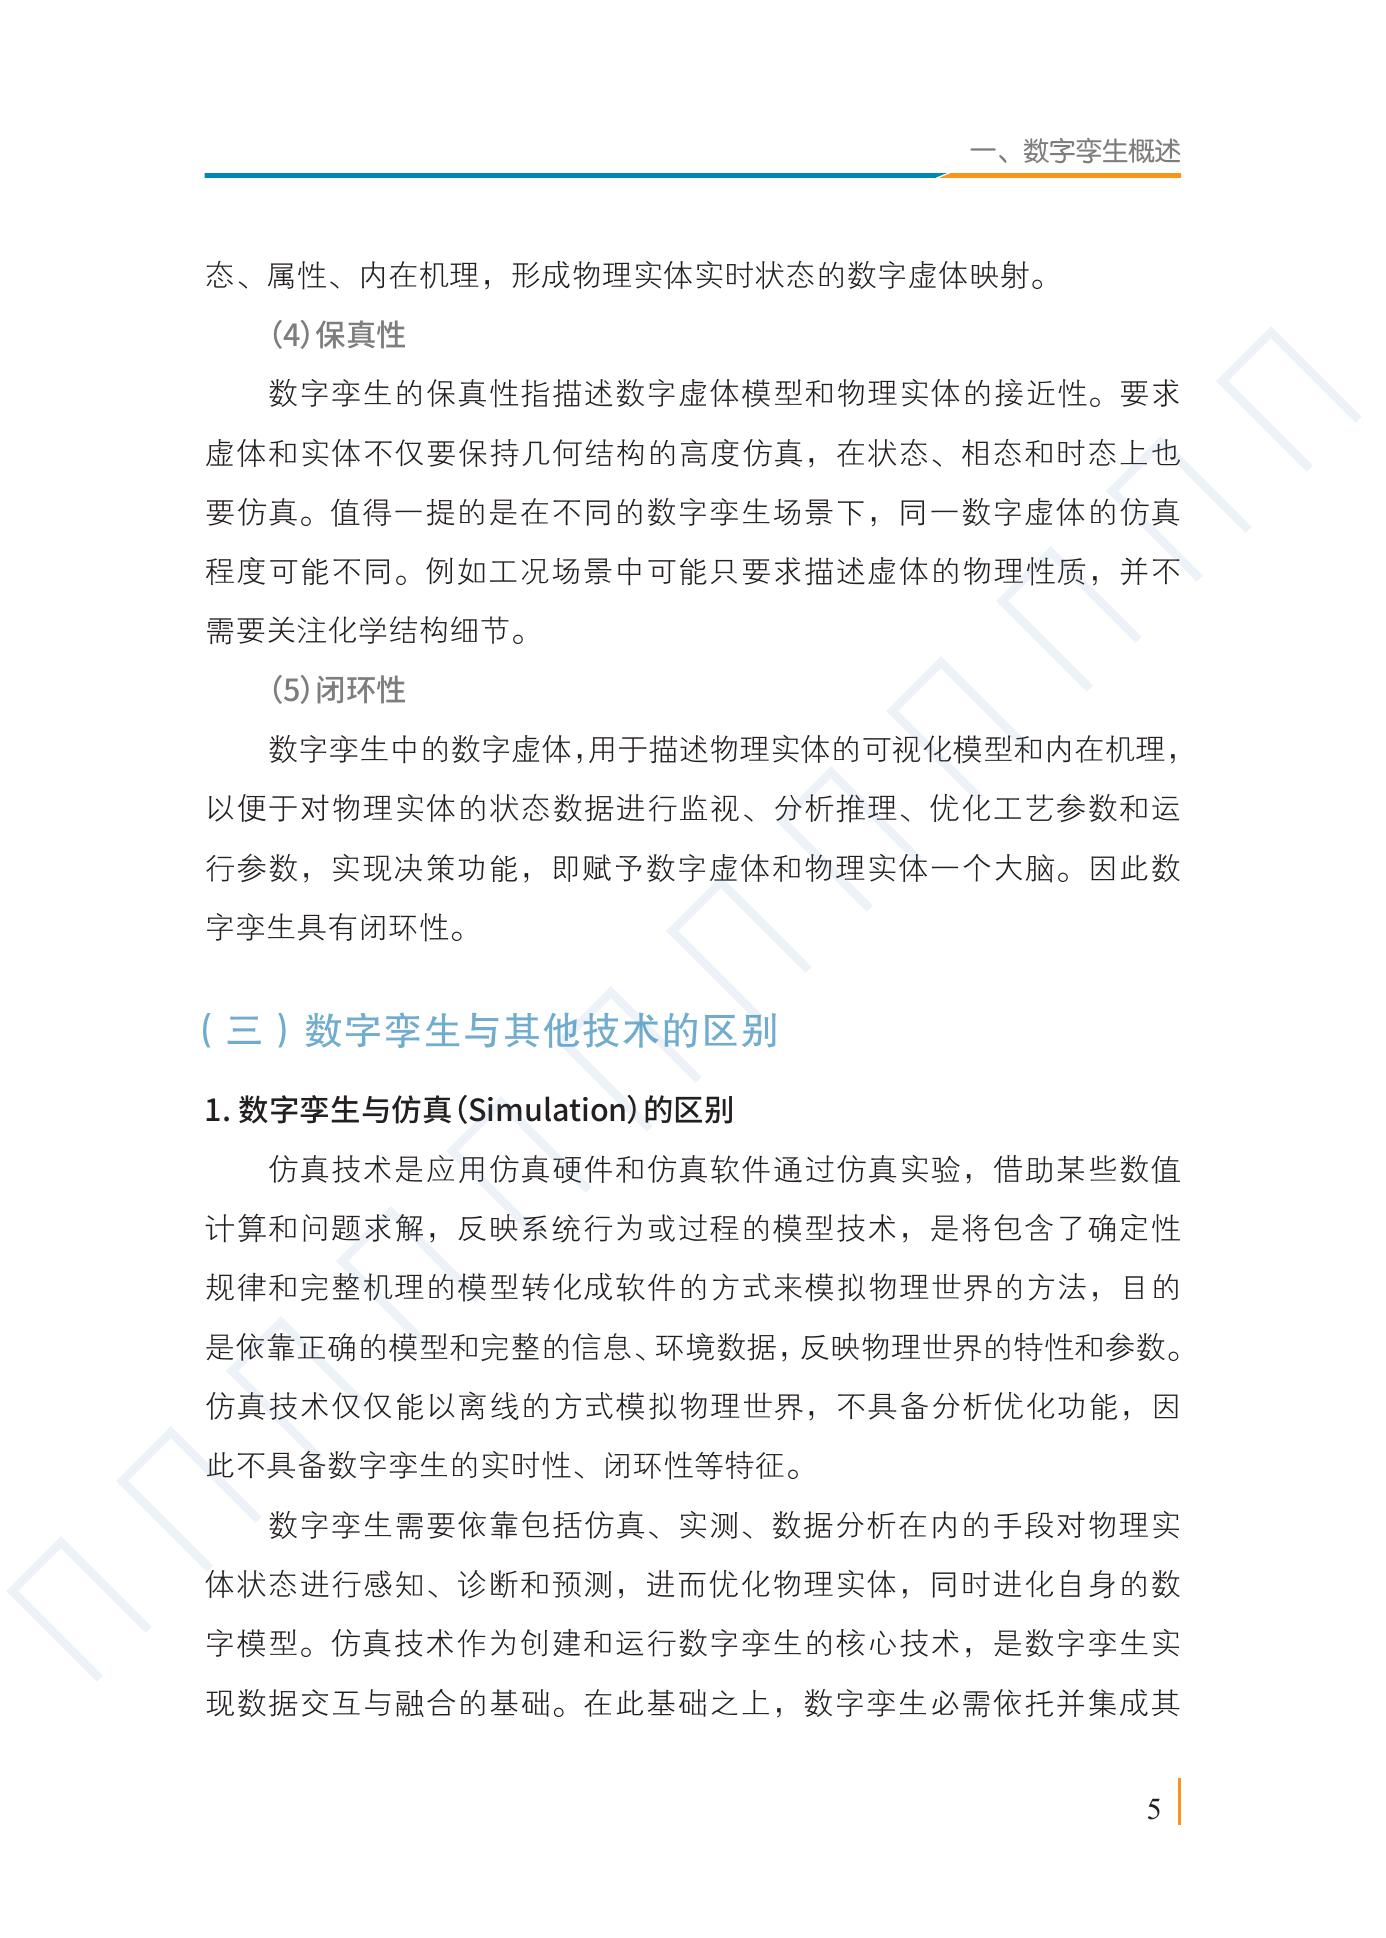 一、数字孪生概述
态、属性、内在机理，形成物理实体实时状态的数字虚体映射。
（4）保真性
数字孪生的保真性指描述数字虚体模型和物理实体的接近性。要求
虚体和实体不仅要保持几何结构的高度仿真，在状态、相态和时态上也
要仿真。值得一提的是在不同的数字孪生场景下，同一数字虚体的仿真
程度可能不同。例如工况场景中可能只要求描述虚体的物理性质，并不
需要关注化学结构细节。
（5）闭环性
数字孪生中的数字虚体，用于描述物理实体的可视化模型和内在机理，
以便于对物理实体的状态数据进行监视、分析推理、优化工艺参数和运
行参数，实现决策功能，即赋予数字虚体和物理实体一个大脑。因此数
字孪生具有闭环性。
（三）数字孪生与其他技术的区别
1. 数字孪生与仿真（Simulation）的区别
仿真技术是应用仿真硬件和仿真软件通过仿真实验，借助某些数值
计算和问题求解，反映系统行为或过程的模型技术，是将包含了确定性
规律和完整机理的模型转化成软件的方式来模拟物理世界的方法，目的
是依靠正确的模型和完整的信息、环境数据，反映物理世界的特性和参数。
仿真技术仅仅能以离线的方式模拟物理世界，不具备分析优化功能，因
此不具备数字孪生的实时性、闭环性等特征。
数字孪生需要依靠包括仿真、实测、数据分析在内的手段对物理实
体状态进行感知、诊断和预测，进而优化物理实体，同时进化自身的数
字模型。仿真技术作为创建和运行数字孪生的核心技术，是数字孪生实
现数据交互与融合的基础。在此基础之上，数字孪生必需依托并集成其
5